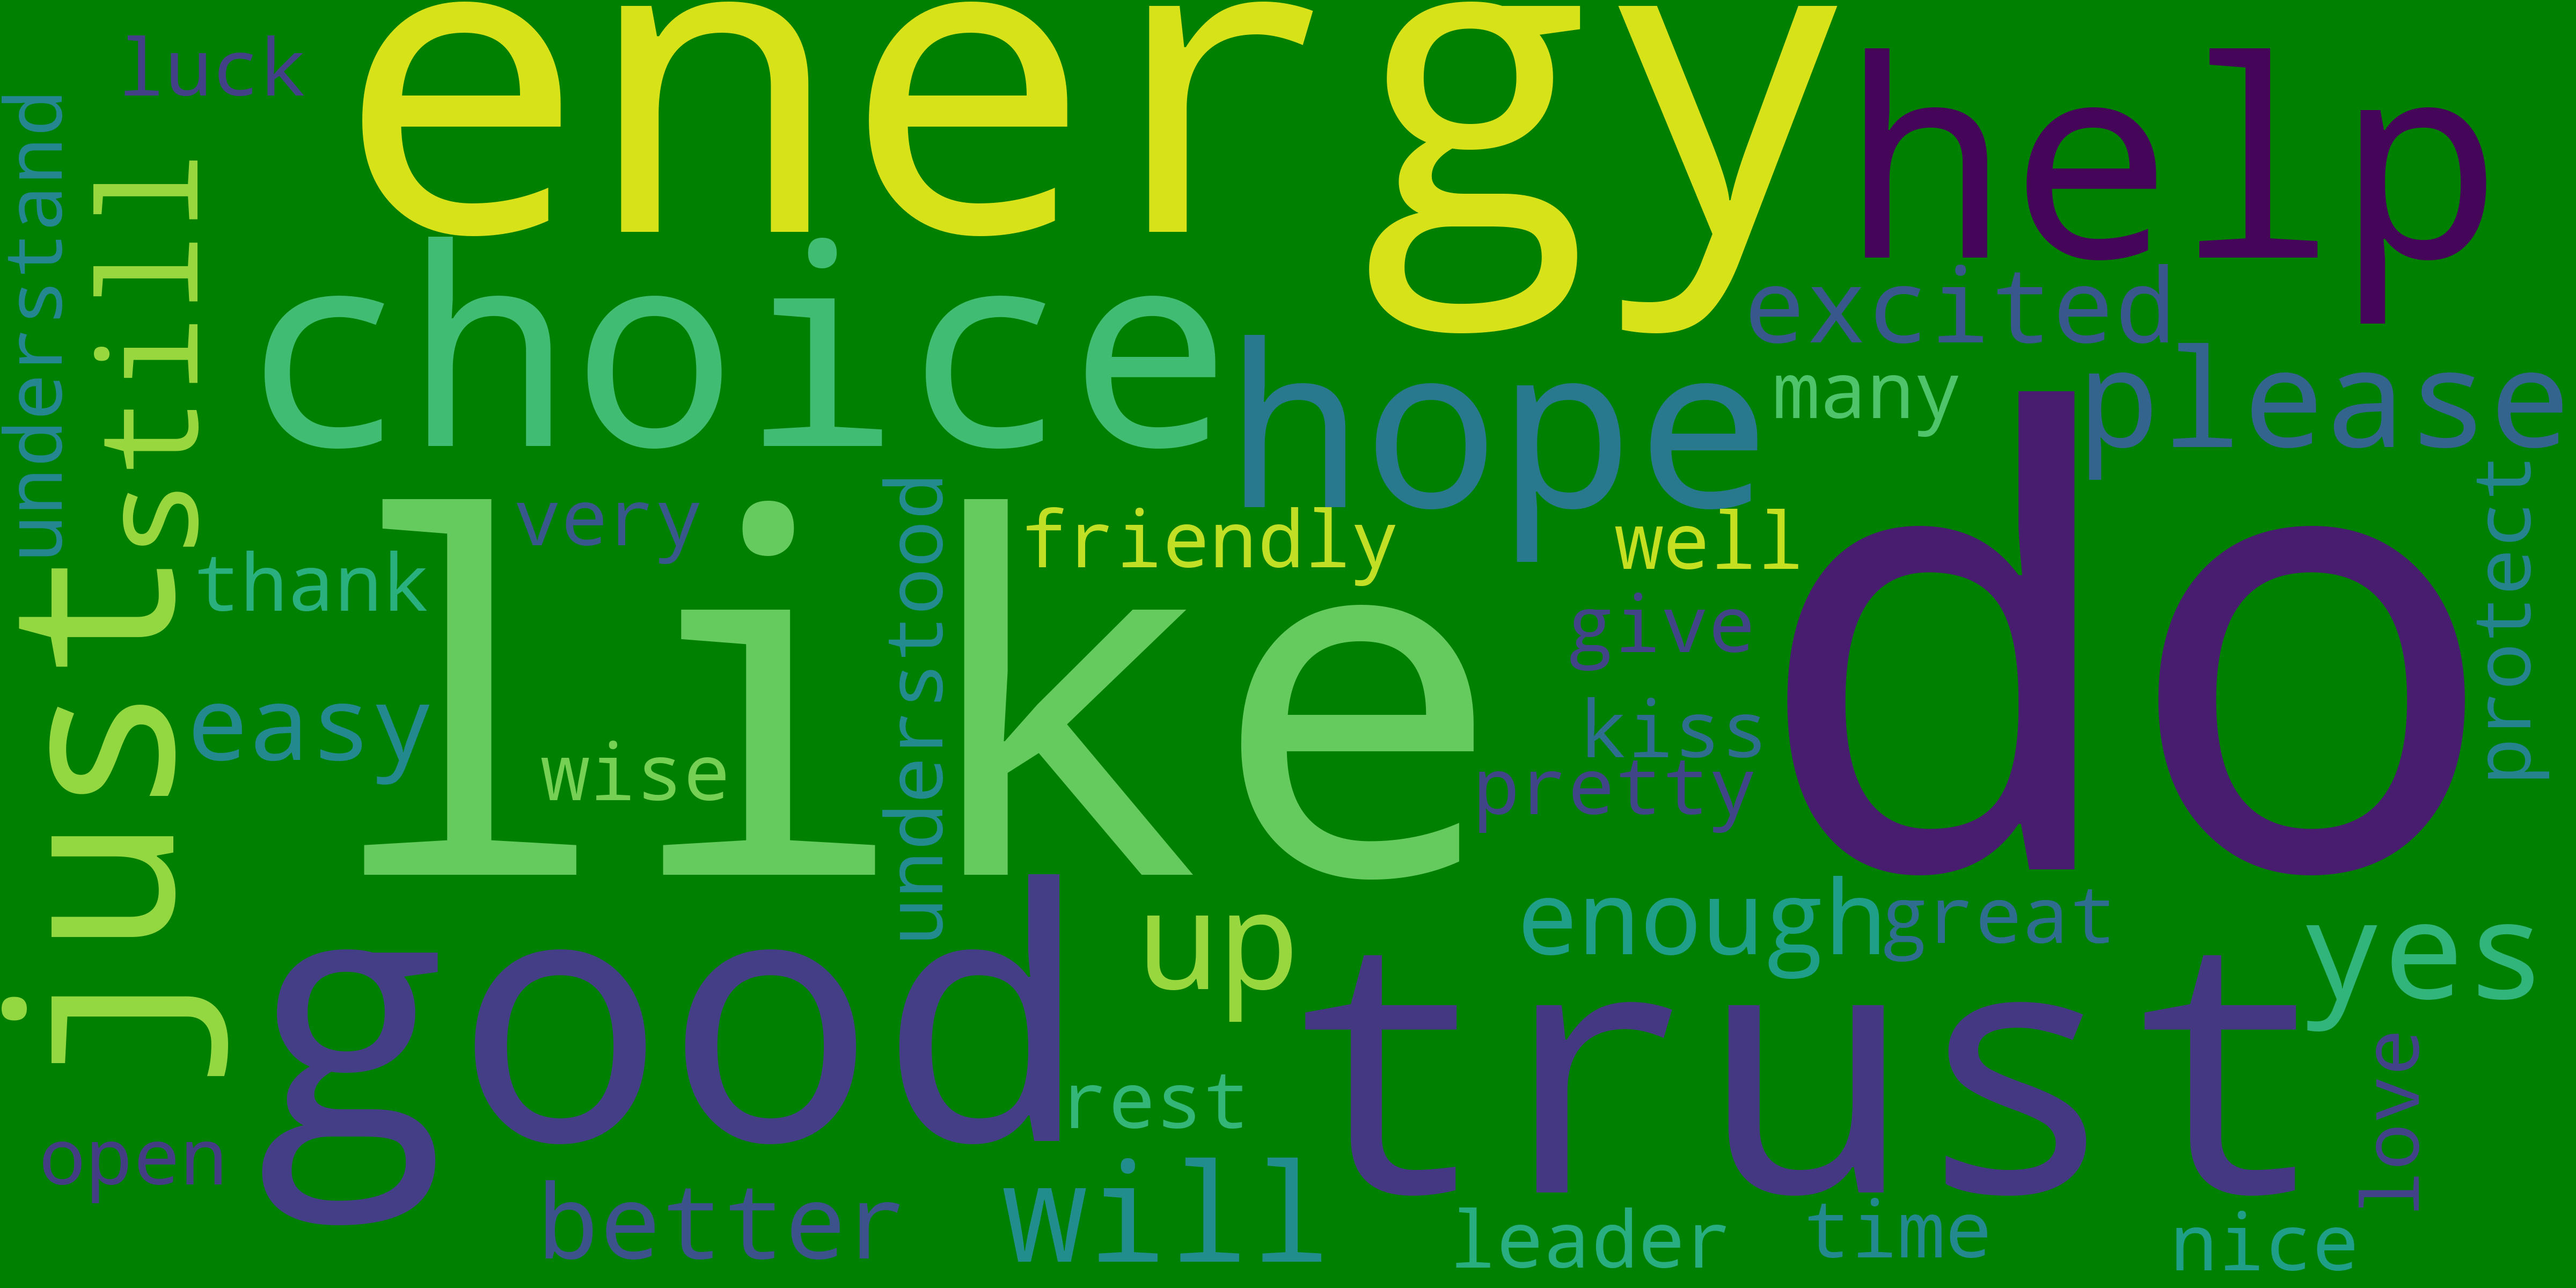 energy
luck
help
understand
still
choice
excited
hope
many
please
do
like
very
understood
friendly
well
protect
thank
just
give
easy
kiss
wise
pretty
good
up
enough
great
yes
trust
rest
love
open
better
Will
leader
time
nice